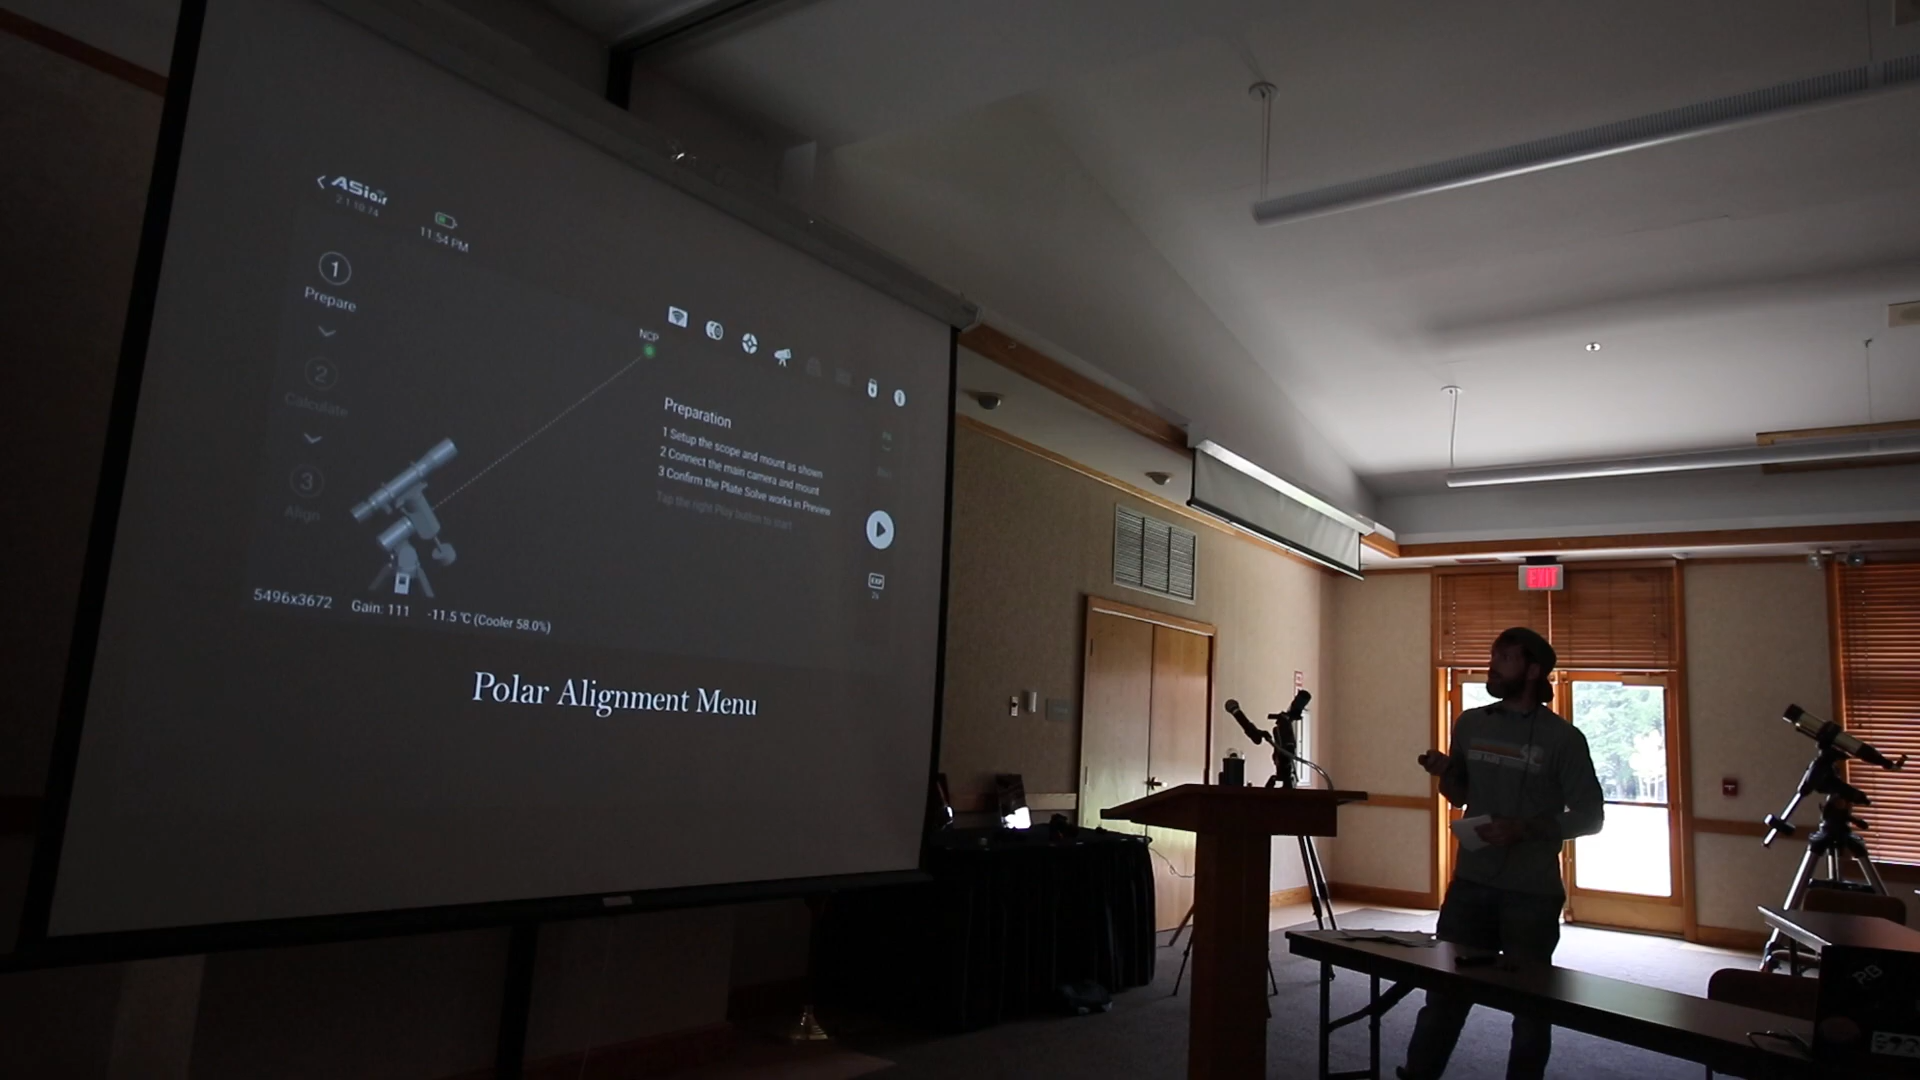 ASiair
2.1 10.74
11:54 PM
1
Prepare
2
Calculate
3
Align
NCP
Preparation
1 Setup the scope and mount as shown
2 Connect the main camera and mount
3 Confirm the Plate Solve works in Preview
Tap the right Play button to start
EXP
2s
5496x3672 Gain: 111 -11.5 ℃ (Cooler 58.0%)
Polar Alignment Menu
EXIT